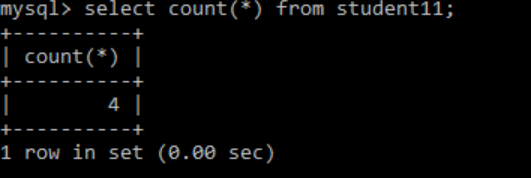 mysql> select count(*) from student11;
+----------+
| count(*) |
+----------+
|        4 |
+----------+
1 row in set (0.00 sec)